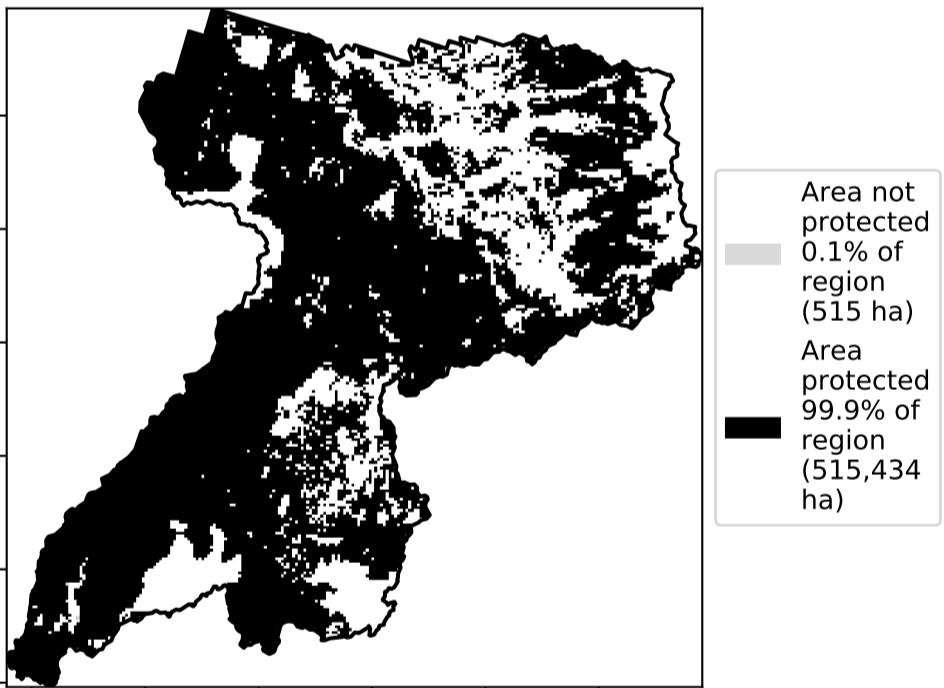 Area not
protected
0.1% of
region
(515 ha)
Area
protected
99.9% of
region
(515,434
ha)